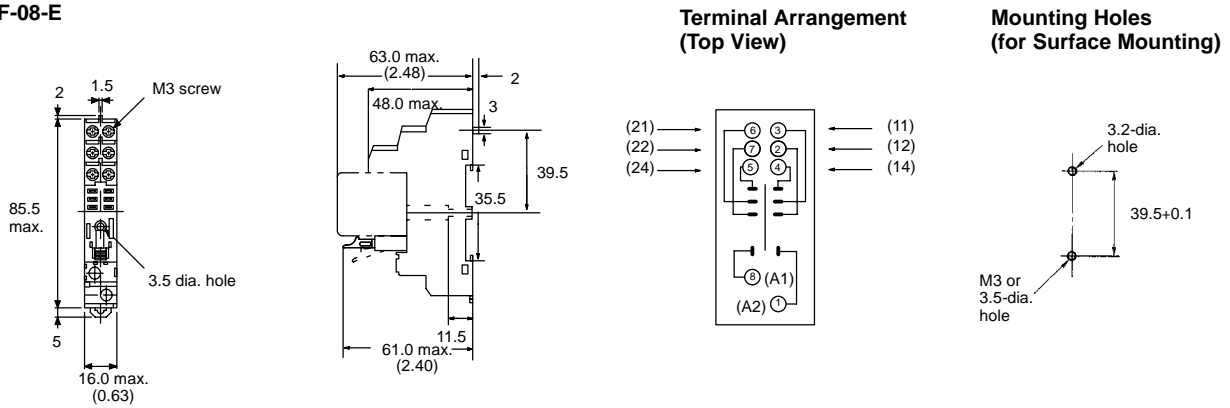 F-08-E
Terminal Arrangement
(Top View)
Mounting Holes
(for Surface Mounting)
2
1.5
M3 screw
85.5
max.
3.5 dia. hole
5
16.0 max.
(0.63)
63.0 max.
(2.48)
2
48.0 max.
3
39.5
35.5
11.5
61.0 max.
(2.40)
(21)
6
3
(11)
(22)
7
2
(12)
(24)
5
4
(14)
8
(A1)
(A2)
1
3.2-dia.
hole
39.5+0.1
M3 or
3.5-dia.
hole